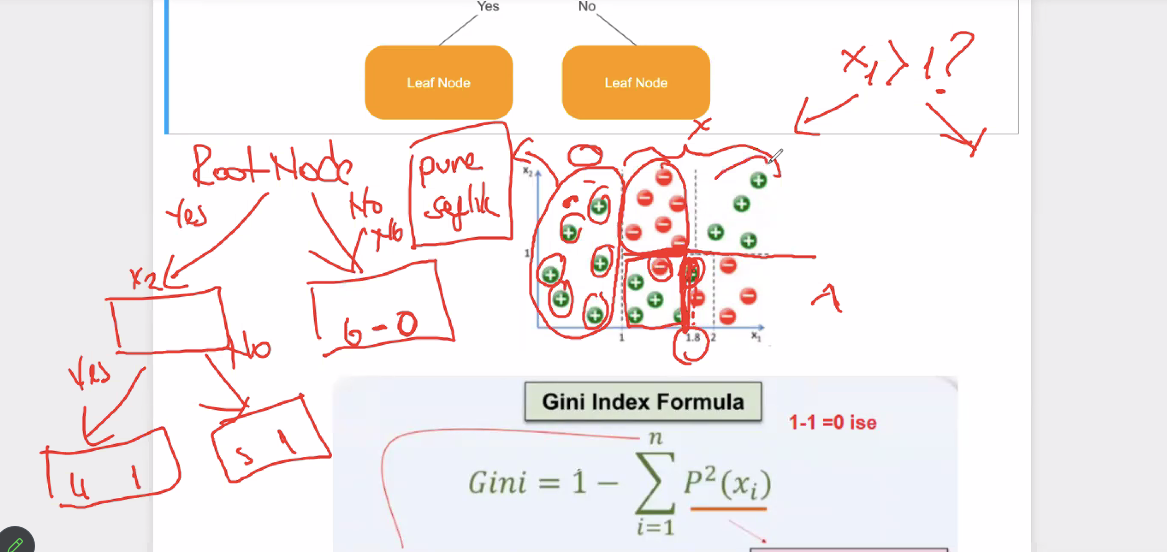 Yes
No
Leaf Node
Leaf Node
x₁ > 1?
Root Node
pure
saflık
Yes
No
No
x
x₂
1
x2
6-0
1
1.8
2
x₁
No
Yes
4 1
5 1
Gini Index Formula
1-1 =0 ise
Gini = 1 − ∑ⁿᵢ₌₁ P²(xᵢ)